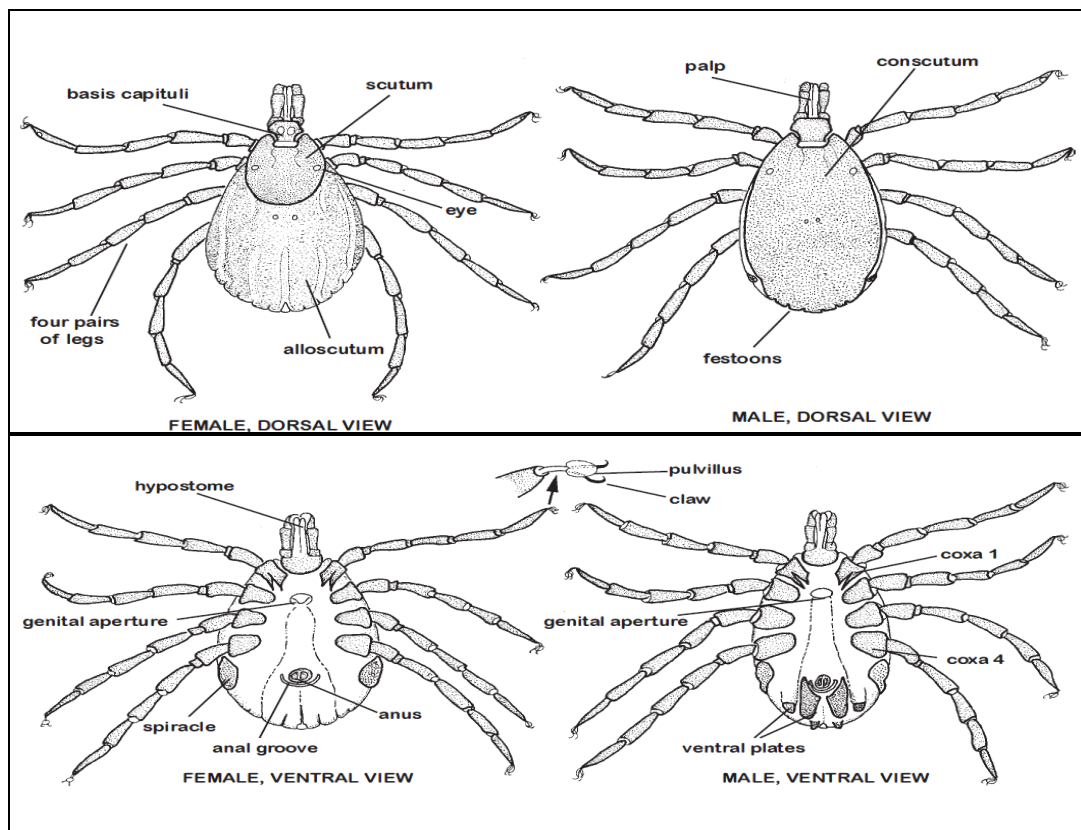 basis capituli
scutum
eye
four pairs
of legs
alloscutum
FEMALE, DORSAL VIEW
palp
conscutum
festoons
MALE, DORSAL VIEW
hypostome
pulvillus
claw
genital aperture
spiracle
anus
anal groove
FEMALE, VENTRAL VIEW
coxa 1
genital aperture
coxa 4
ventral plates
MALE, VENTRAL VIEW